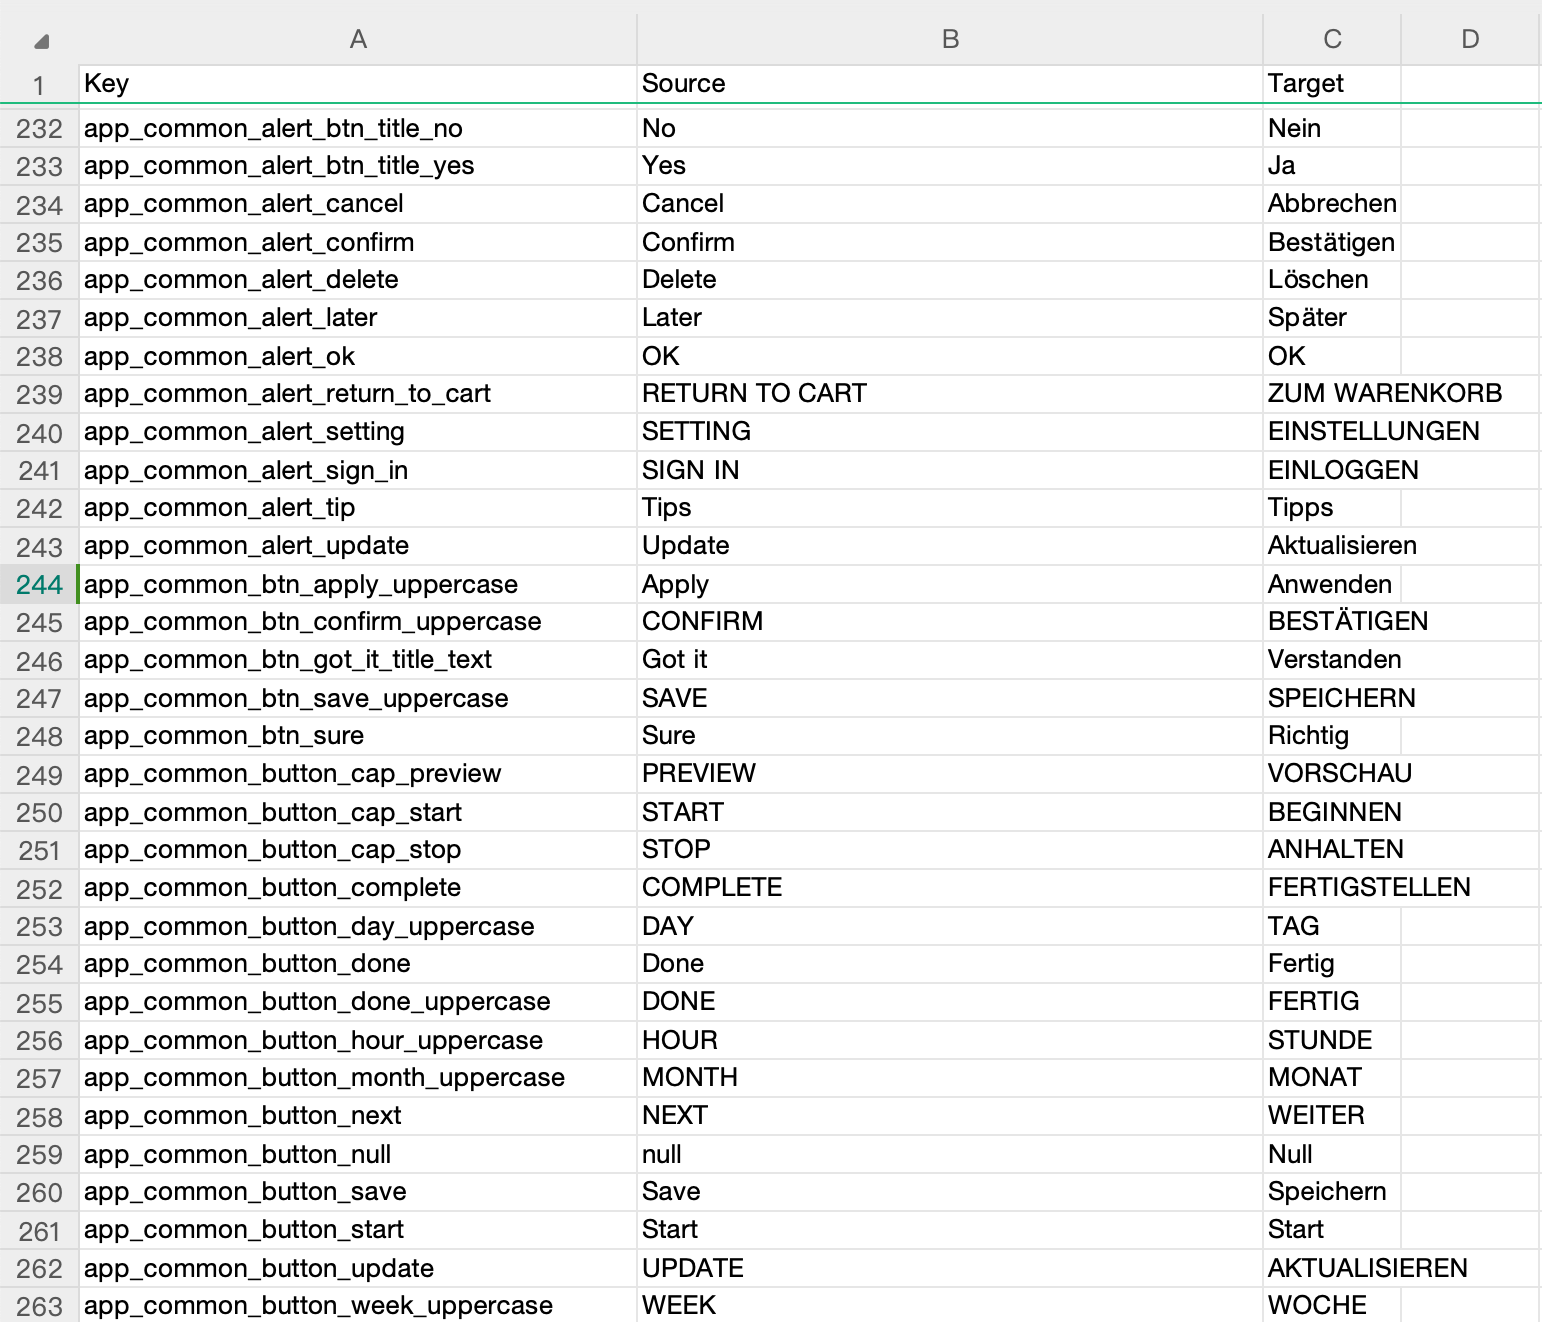 A B C D
1 Key Source Target
232 app_common_alert_btn_title_no No Nein
233 app_common_alert_btn_title_yes Yes Ja
234 app_common_alert_cancel Cancel Abbrechen
235 app_common_alert_confirm Confirm Bestätigen
236 app_common_alert_delete Delete Löschen
237 app_common_alert_later Later Später
238 app_common_alert_ok OK OK
239 app_common_alert_return_to_cart RETURN TO CART ZUM WARENKORB
240 app_common_alert_setting SETTING EINSTELLUNGEN
241 app_common_alert_sign_in SIGN IN EINLOGGEN
242 app_common_alert_tip Tips Tipps
243 app_common_alert_update Update Aktualisieren
244 app_common_btn_apply_uppercase Apply Anwenden
245 app_common_btn_confirm_uppercase CONFIRM BESTÄTIGEN
246 app_common_btn_got_it_title_text Got it Verstanden
247 app_common_btn_save_uppercase SAVE SPEICHERN
248 app_common_btn_sure Sure Richtig
249 app_common_button_cap_preview PREVIEW VORSCHAU
250 app_common_button_cap_start START BEGINNEN
251 app_common_button_cap_stop STOP ANHALTEN
252 app_common_button_complete COMPLETE FERTIGSTELLEN
253 app_common_button_day_uppercase DAY TAG
254 app_common_button_done Done Fertig
255 app_common_button_done_uppercase DONE FERTIG
256 app_common_button_hour_uppercase HOUR STUNDE
257 app_common_button_month_uppercase MONTH MONAT
258 app_common_button_next NEXT WEITER
259 app_common_button_null null Null
260 app_common_button_save Save Speichern
261 app_common_button_start Start Start
262 app_common_button_update UPDATE AKTUALISIEREN
263 app_common_button_week_uppercase WEEK WOCHE